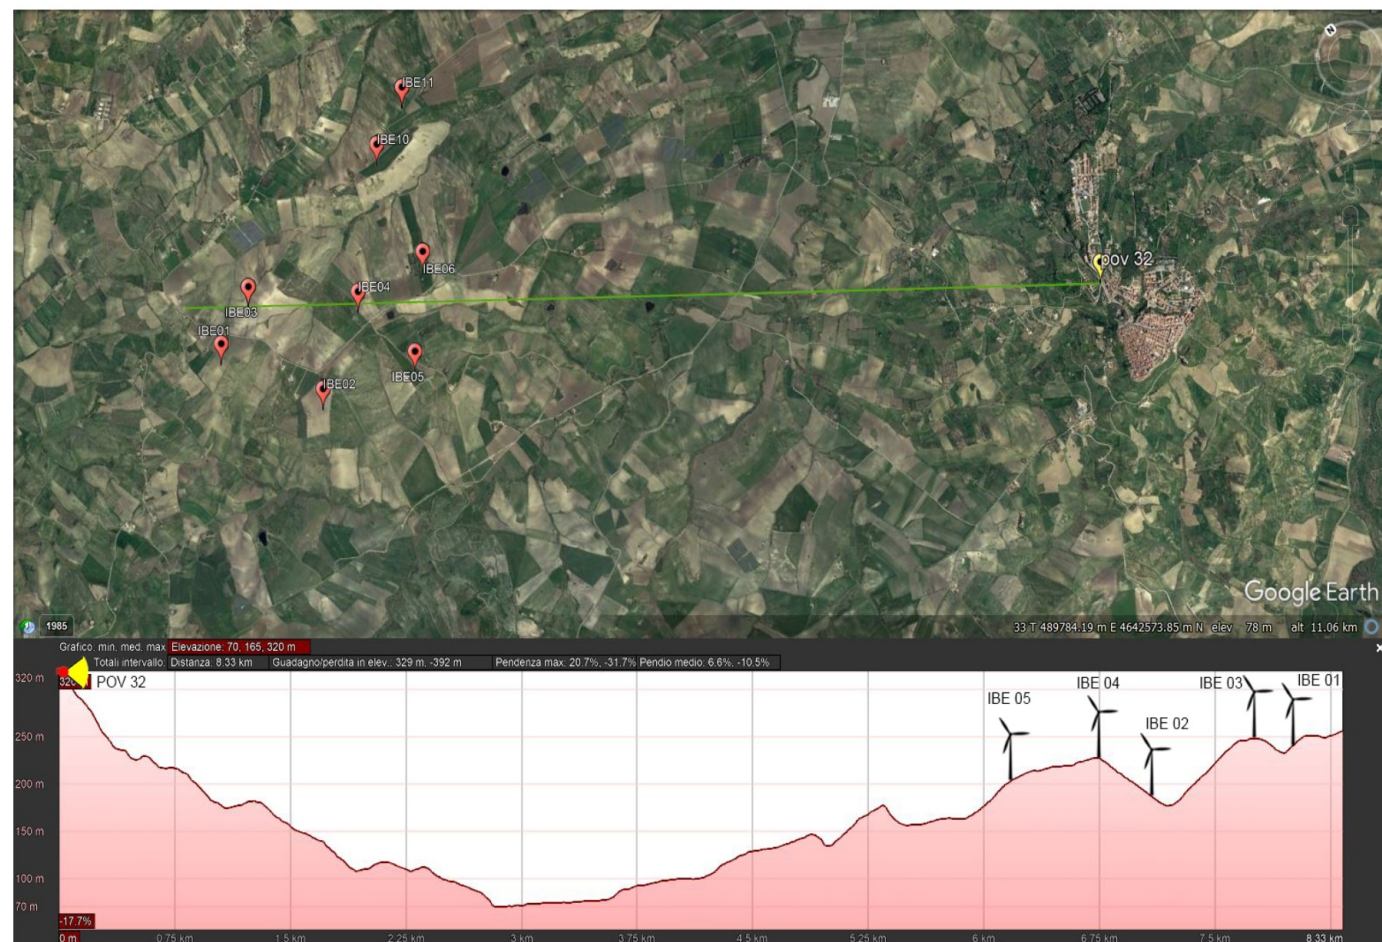 N
IBE11
IBE10
pov 32
IBE06
IBE04
IBE03
IBE01
IBE05
IBE02
Google Earth
1985
33 T 489784.19 m E 4642573.85 m N elev 78 m alt 11.06 km
Grafico: min. med. max Elevazione: 70, 165, 320 m
Totali intervallo: Distanza: 8.33 km Guadagno/perdita in elev.: 329 m, -392 m Pendenza max: 20.7%, -31.7% Pendio medio: 6.6%, -10.5%
320 m
POV 32
IBE 05
IBE 04
IBE 02
IBE 03
IBE 01
250 m
200 m
150 m
100 m
70 m
-17.7%
0 m 0.75 km 1.5 km 2.25 km 3 km 3.75 km 4.5 km 5.25 km 6 km 6.75 km 7.5 km 8.33 km